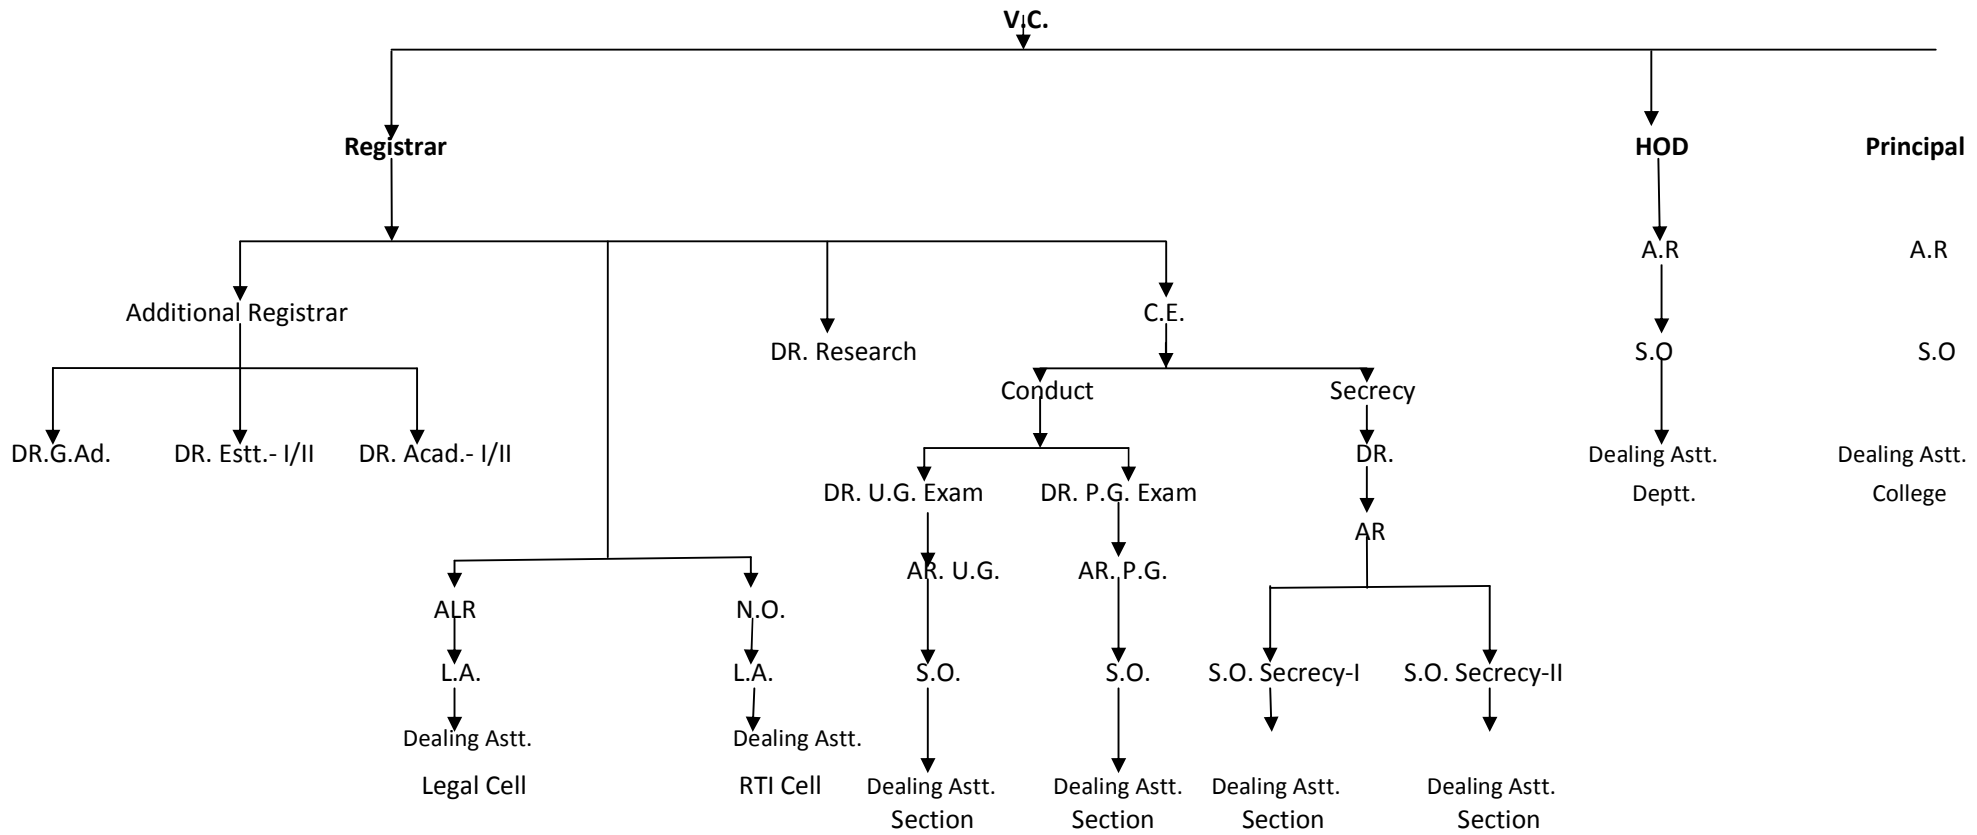 V.C.
Registrar
HOD
Principal
A.R
A.R
Additional Registrar
C.E.
DR. Research
S.O
S.O
Conduct
Secrecy
DR.G.Ad.
DR. Estt.- I/II
DR. Acad.- I/II
DR.
Dealing Astt.
Deptt.
Dealing Astt.
College
DR. U.G. Exam
DR. P.G. Exam
AR
AR. U.G.
AR. P.G.
ALR
N.O.
L.A.
L.A.
S.O.
S.O.
S.O. Secrecy-I
S.O. Secrecy-II
Dealing Astt.
Legal Cell
Dealing Astt.
RTI Cell
Dealing Astt.
Section
Dealing Astt.
Section
Dealing Astt.
Section
Dealing Astt.
Section